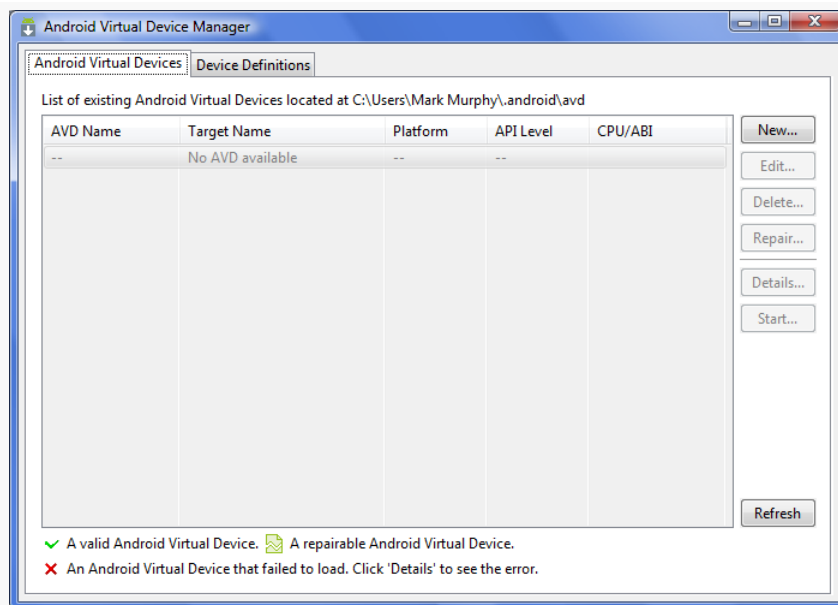 Android Virtual Device Manager
Android Virtual Devices Device Definitions
List of existing Android Virtual Devices located at C:\Users\Mark Murphy\.android\avd
AVD Name Target Name Platform API Level CPU/ABI New...
-- No AVD available -- --
Edit...
Delete...
Repair...
Details...
Start...
Refresh
A valid Android Virtual Device. A repairable Android Virtual Device.
An Android Virtual Device that failed to load. Click 'Details' to see the error.